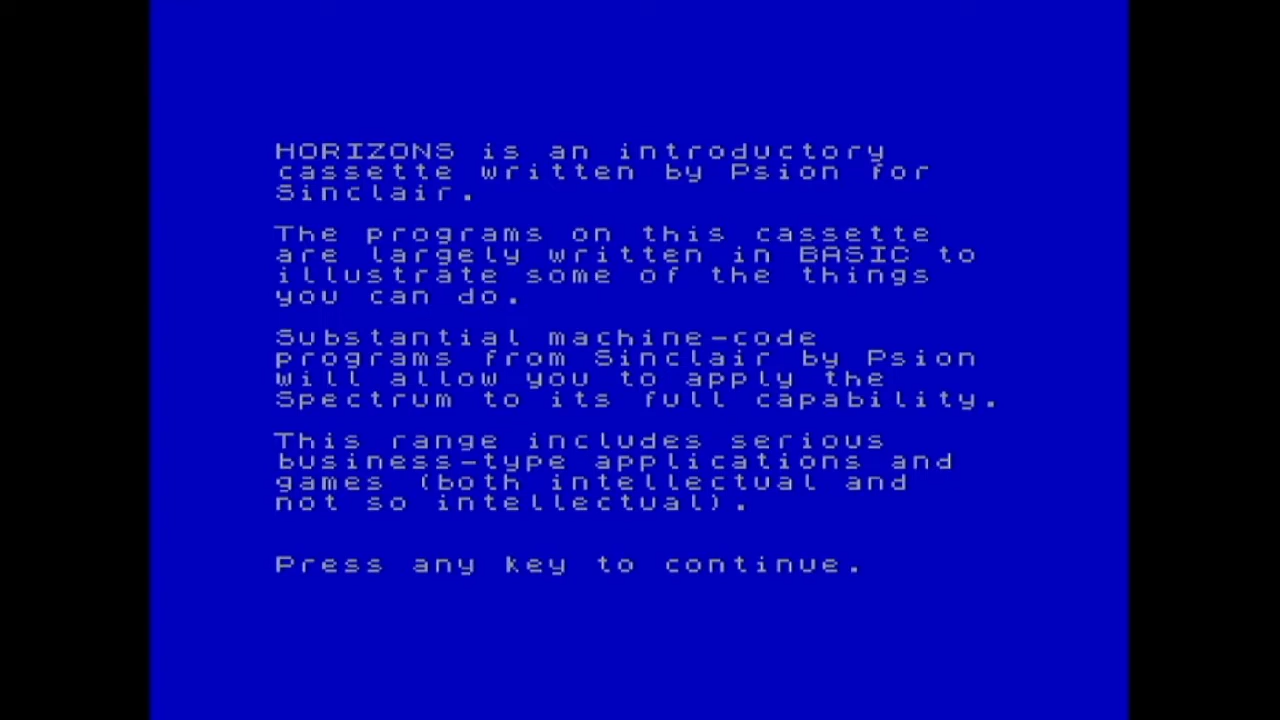 HORIZONS is an introductory
cassette written by Psion for
Sinclair.
The programs on this cassette
are largely written in BASIC to
illustrate some of the things
you can do.
Substantial machine-code
programs from Sinclair by Psion
will allow you to apply the
Spectrum to its full capability.
This range includes serious
business-type applications and
games (both intellectual and
not so intellectual).
Press any key to continue.